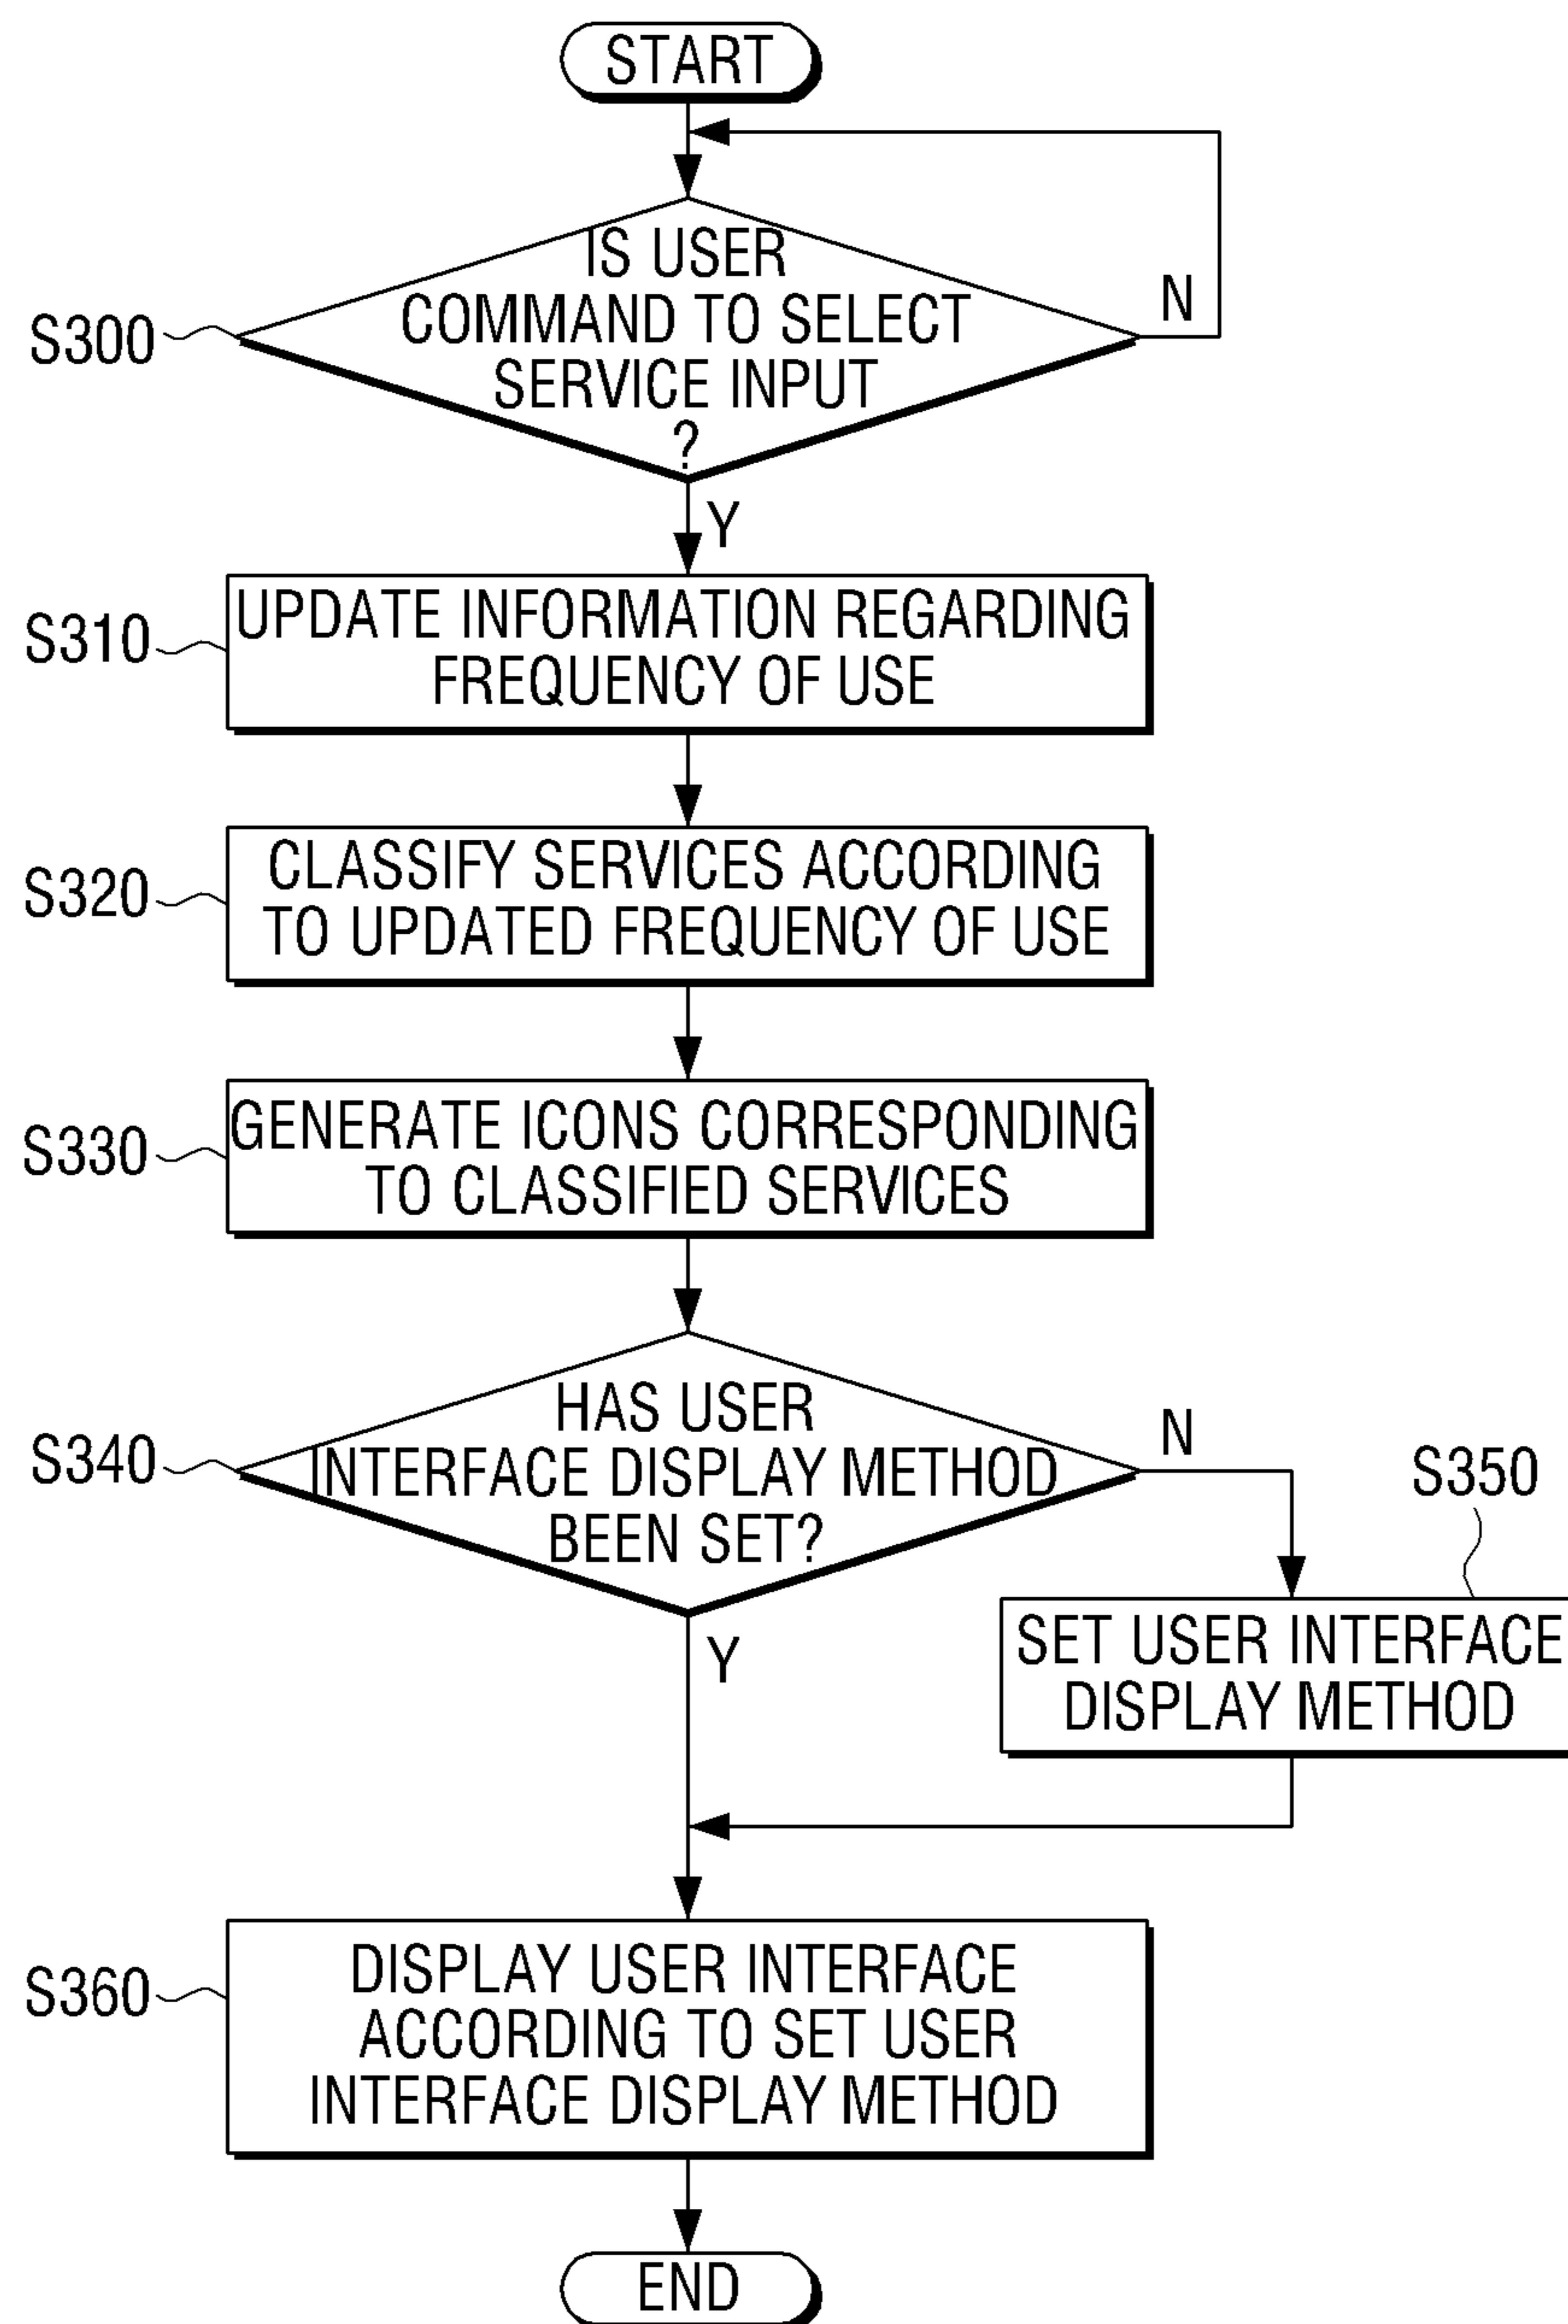 START
IS USER
COMMAND TO SELECT
SERVICE INPUT
?
N
S300
Y
UPDATE INFORMATION REGARDING
FREQUENCY OF USE
S310
CLASSIFY SERVICES ACCORDING
TO UPDATED FREQUENCY OF USE
S320
GENERATE ICONS CORRESPONDING
TO CLASSIFIED SERVICES
S330
HAS USER
INTERFACE DISPLAY METHOD
BEEN SET?
S340
N
S350
SET USER INTERFACE
DISPLAY METHOD
Y
DISPLAY USER INTERFACE
ACCORDING TO SET USER
INTERFACE DISPLAY METHOD
S360
END